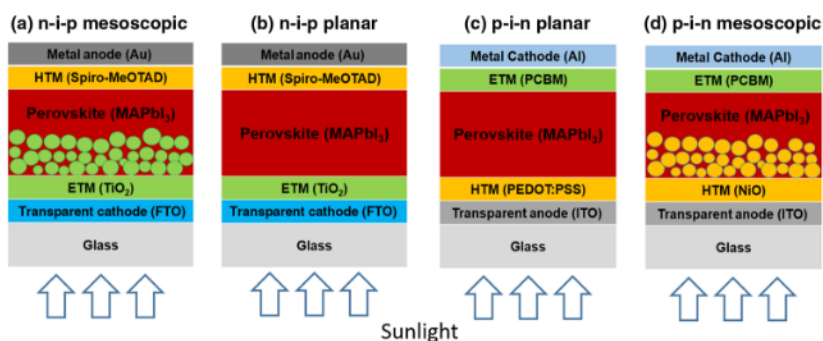 (a) n-i-p mesoscopic
Metal anode (Au)
HTM (Spiro-MeOTAD)
Perovskite (MAPbI₃)
ETM (TiO₂)
Transparent cathode (FTO)
Glass
(b) n-i-p planar
Metal anode (Au)
HTM (Spiro-MeOTAD)
Perovskite (MAPbI₃)
ETM (TiO₂)
Transparent cathode (FTO)
Glass
(c) p-i-n planar
Metal Cathode (Al)
ETM (PCBM)
Perovskite (MAPbI₃)
HTM (PEDOT:PSS)
Transparent anode (ITO)
Glass
(d) p-i-n mesoscopic
Metal Cathode (Al)
ETM (PCBM)
Perovskite (MAPbI₃)
HTM (NiO)
Transparent anode (ITO)
Glass
Sunlight